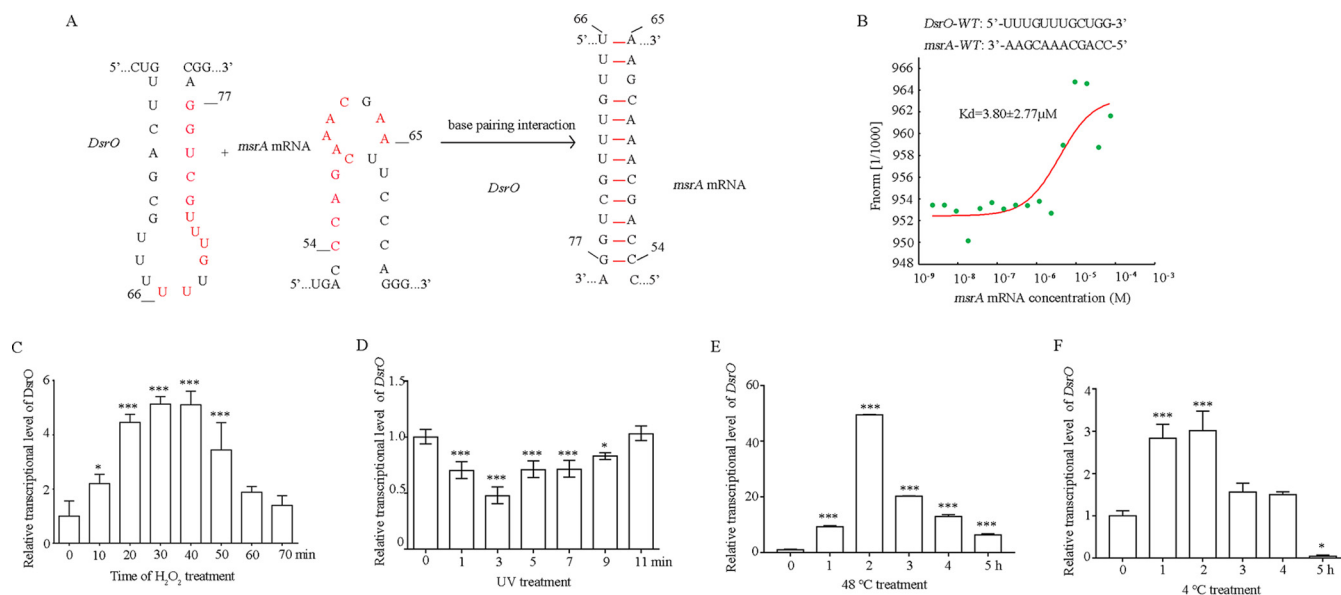 A
5'...CUG CGG...3'
U A
U G __77
C G
A U
G C
C G
G U
U U
U U
U G
U U U
66__
DsrO
+
msrA mRNA
C G
A A
A A __65
A U
C U
G C
A C
C C
54__ C C
C A
5'...UGA GGG...3'
base pairing interaction
DsrO
66 65
5'...U A...3'
U A
U G
G C
U A
U A
U A
G C
C G
U A
G C
77 54
G C
3'...A C...5'
msrA mRNA
B
DsrO-WT: 5'-UUUGUUUGCUGG-3'
msrA-WT: 3'-AAGCAAACGACC-5'
Fnorm [1/1000]
966
964
962
960
958
956
954
952
950
948
Kd=3.80±2.77μM
10⁻⁹ 10⁻⁸ 10⁻⁷ 10⁻⁶ 10⁻⁵ 10⁻⁴ 10⁻³
msrA mRNA concentration (M)
C
Relative transcriptional level of DsrO
6
4
2
0
* *** *** *** ***
0 10 20 30 40 50 60 70 min
Time of H₂O₂ treatment
D
Relative transcriptional level of DsrO
1.5
1.0
0.5
0
*** *** *** *** *
0 1 3 5 7 9 11 min
UV treatment
E
Relative transcriptional level of DsrO
60
40
20
0
*** *** *** *** ***
0 1 2 3 4 5 h
48 °C treatment
F
Relative transcriptional level of DsrO
4
3
2
1
0
*** *** *
0 1 2 3 4 5 h
4 °C treatment